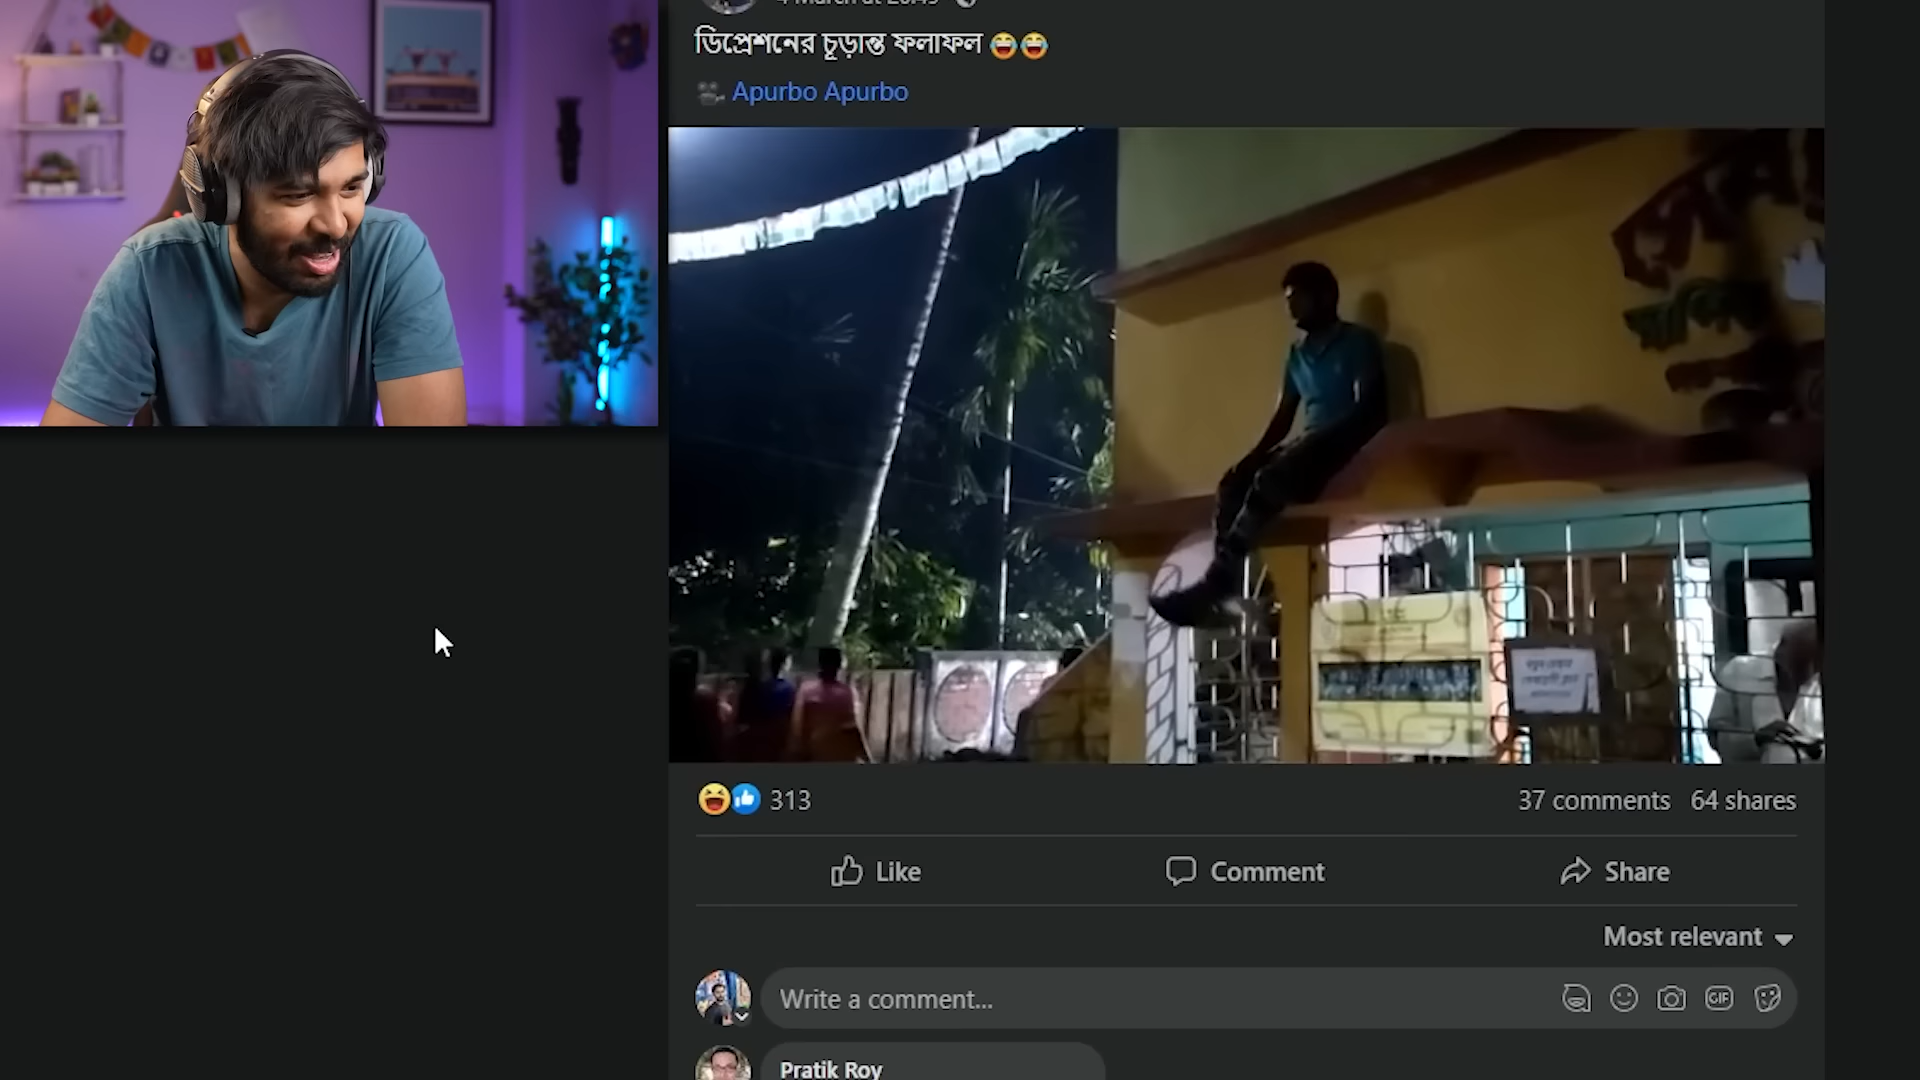 ডিপ্রেশনের চূড়ান্ত ফলাফল 😂😂
Apurbo Apurbo
313
37 comments 64 shares
Like
Comment
Share
Most relevant
Write a comment...
GIF
Pratik Roy